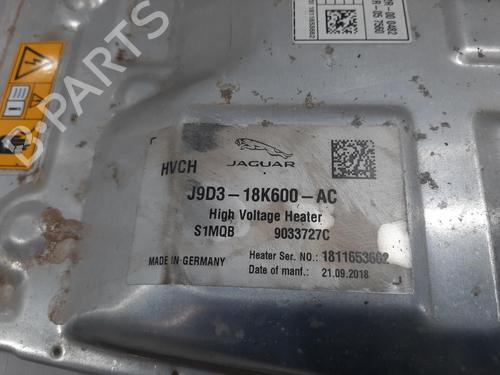 JAGUAR
HVCH
J9D3-18K600-AC
High Voltage Heater
S1MQB 9033727C
MADE IN GERMANY
Heater Ser. NO.: 1811653662
Date of manf.: 21.09.2018
B-PARTS